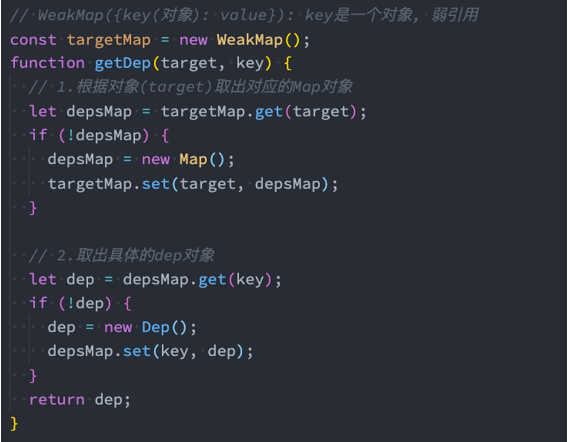 // WeakMap({key(对象): value}): key是一个对象, 弱引用
const targetMap = new WeakMap();
function getDep(target, key) {
  // 1.根据对象(target)取出对应的Map对象
  let depsMap = targetMap.get(target);
  if (!depsMap) {
    depsMap = new Map();
    targetMap.set(target, depsMap);
  }

  // 2.取出具体的dep对象
  let dep = depsMap.get(key);
  if (!dep) {
    dep = new Dep();
    depsMap.set(key, dep);
  }
  return dep;
}